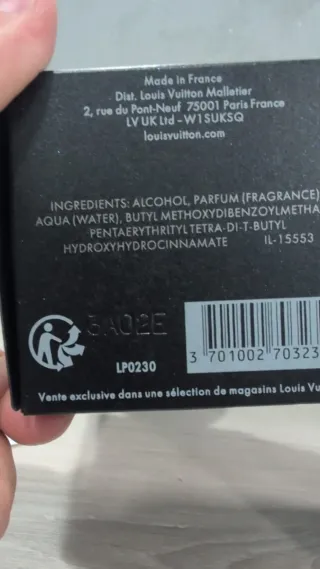 Made in France
Dist. Louis Vuitton Malletier
2, rue du Pont-Neuf 75001 Paris France
LV UK Ltd - W1SUKSQ
louisvuitton.com
INGREDIENTS: ALCOHOL, PARFUM (FRAGRANCE)
AQUA (WATER), BUTYL METHOXYDIBENZOYLMETHA
PENTAERYTHRITYL TETRA-DI-T-BUTYL
HYDROXYHYDROCINNAMATE IL-15553
3A02E
LP0230
3 701002 70323
Vente exclusive dans une sélection de magasins Louis Vu